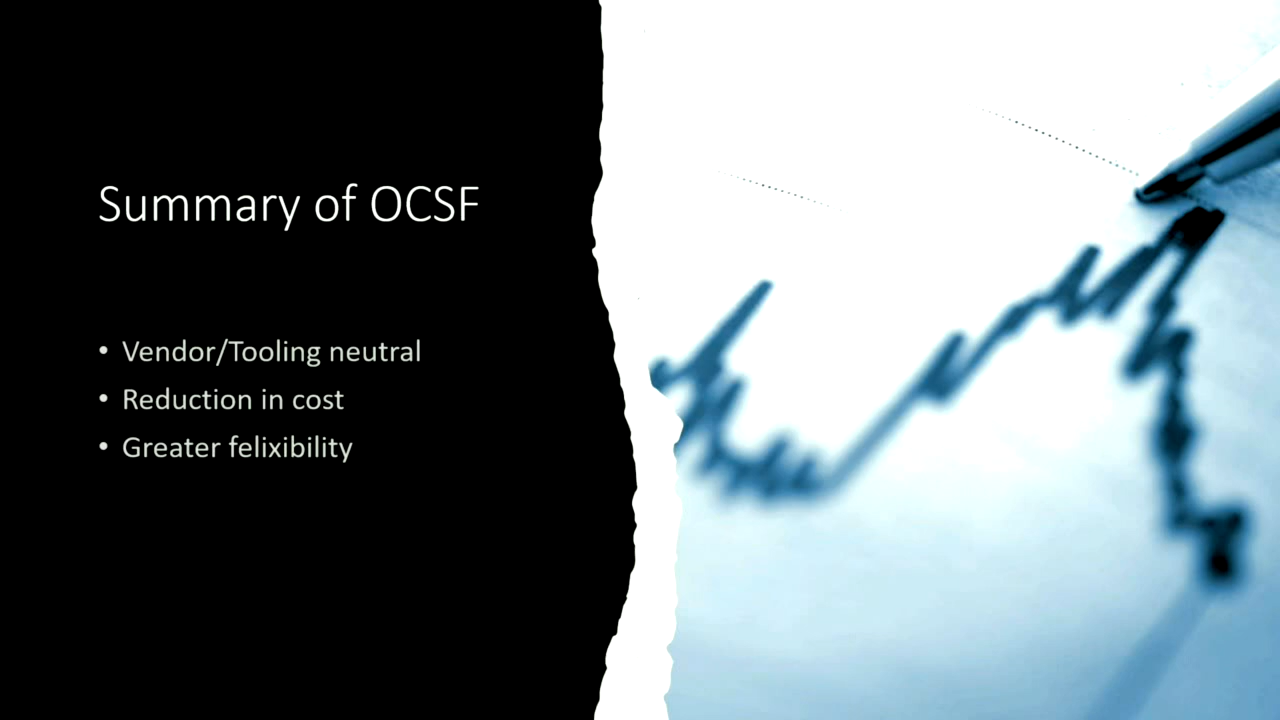 Summary of OCSF
• Vendor/Tooling neutral
• Reduction in cost
• Greater felixibility